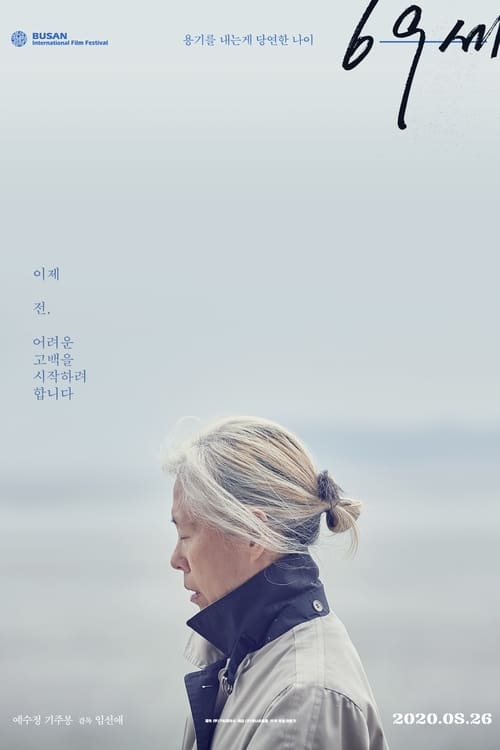 BUSAN
International Film Festival
용기를 내는게 당연한 나이
69세
이제
전,
어려운
고백을
시작하려
합니다
예수정 기주봉 감독 임선애
2020.08.26